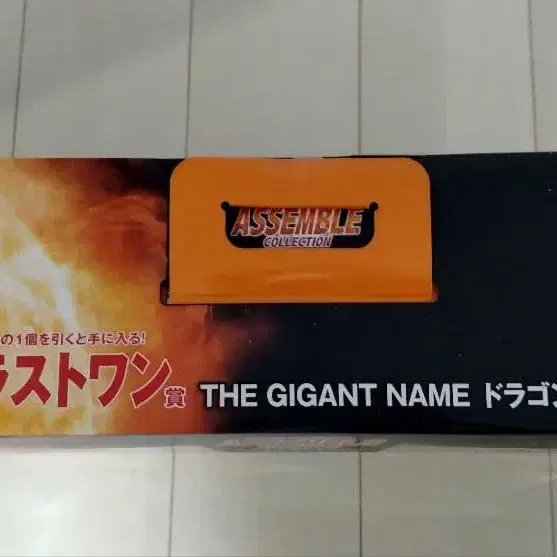 ASSEMBLE
COLLECTION
の1個を引くと手に入る!
ラストワン賞 THE GIGANT NAME ドラゴン